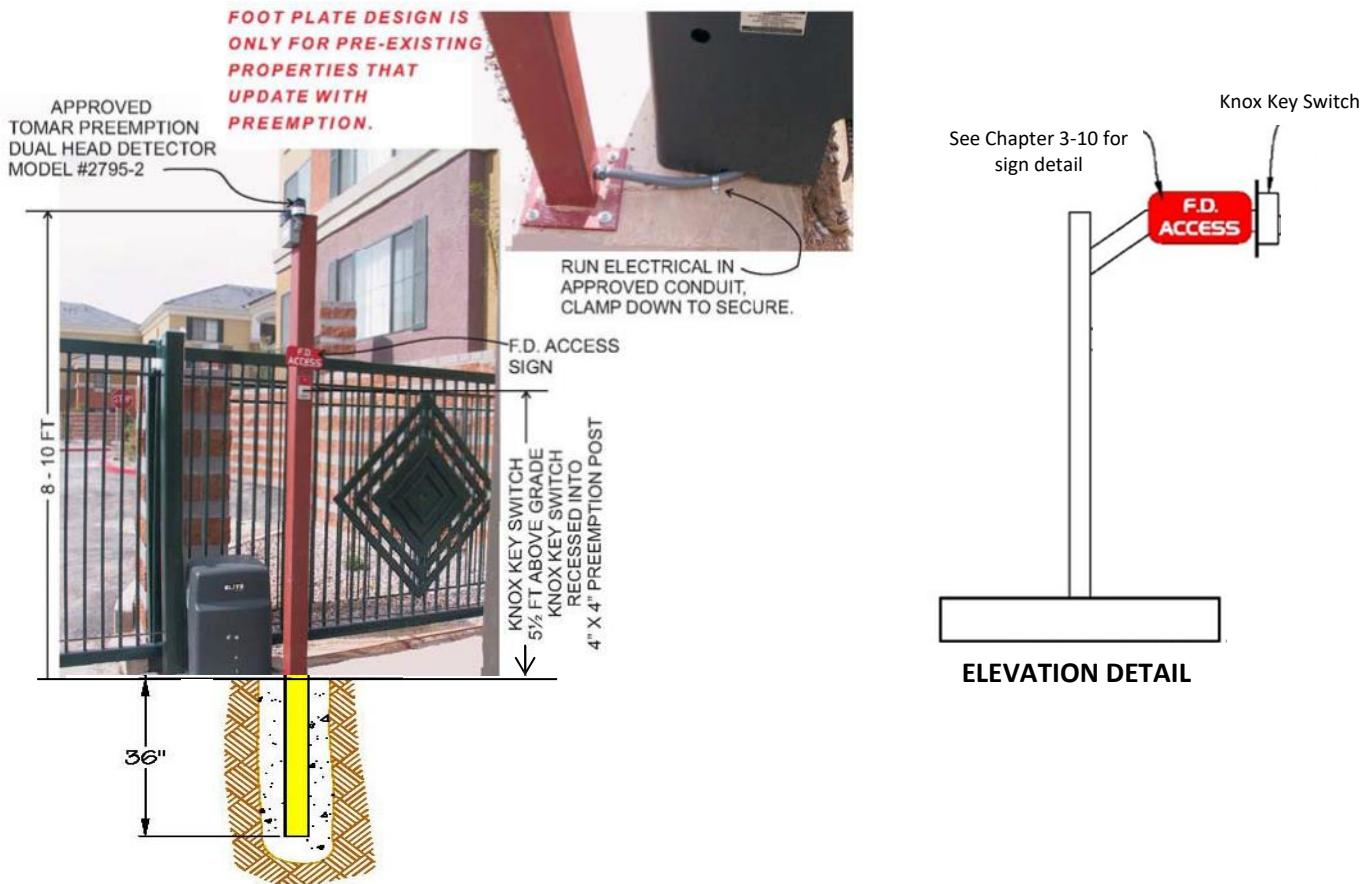 FOOT PLATE DESIGN IS
ONLY FOR PRE-EXISTING
PROPERTIES THAT
UPDATE WITH
PREEMPTION.
APPROVED
TOMAR PREEMPTION
DUAL HEAD DETECTOR
MODEL #2795-2
RUN ELECTRICAL IN
APPROVED CONDUIT,
CLAMP DOWN TO SECURE.
F.D. ACCESS
SIGN
F.D.
ACCESS
STOP
ELITE
8 - 10 FT
KNOX KEY SWITCH
5½ FT ABOVE GRADE
KNOX KEY SWITCH
RECESSED INTO
4" X 4" PREEMPTION POST
36"
Knox Key Switch
See Chapter 3-10 for
sign detail
F.D.
ACCESS
ELEVATION DETAIL